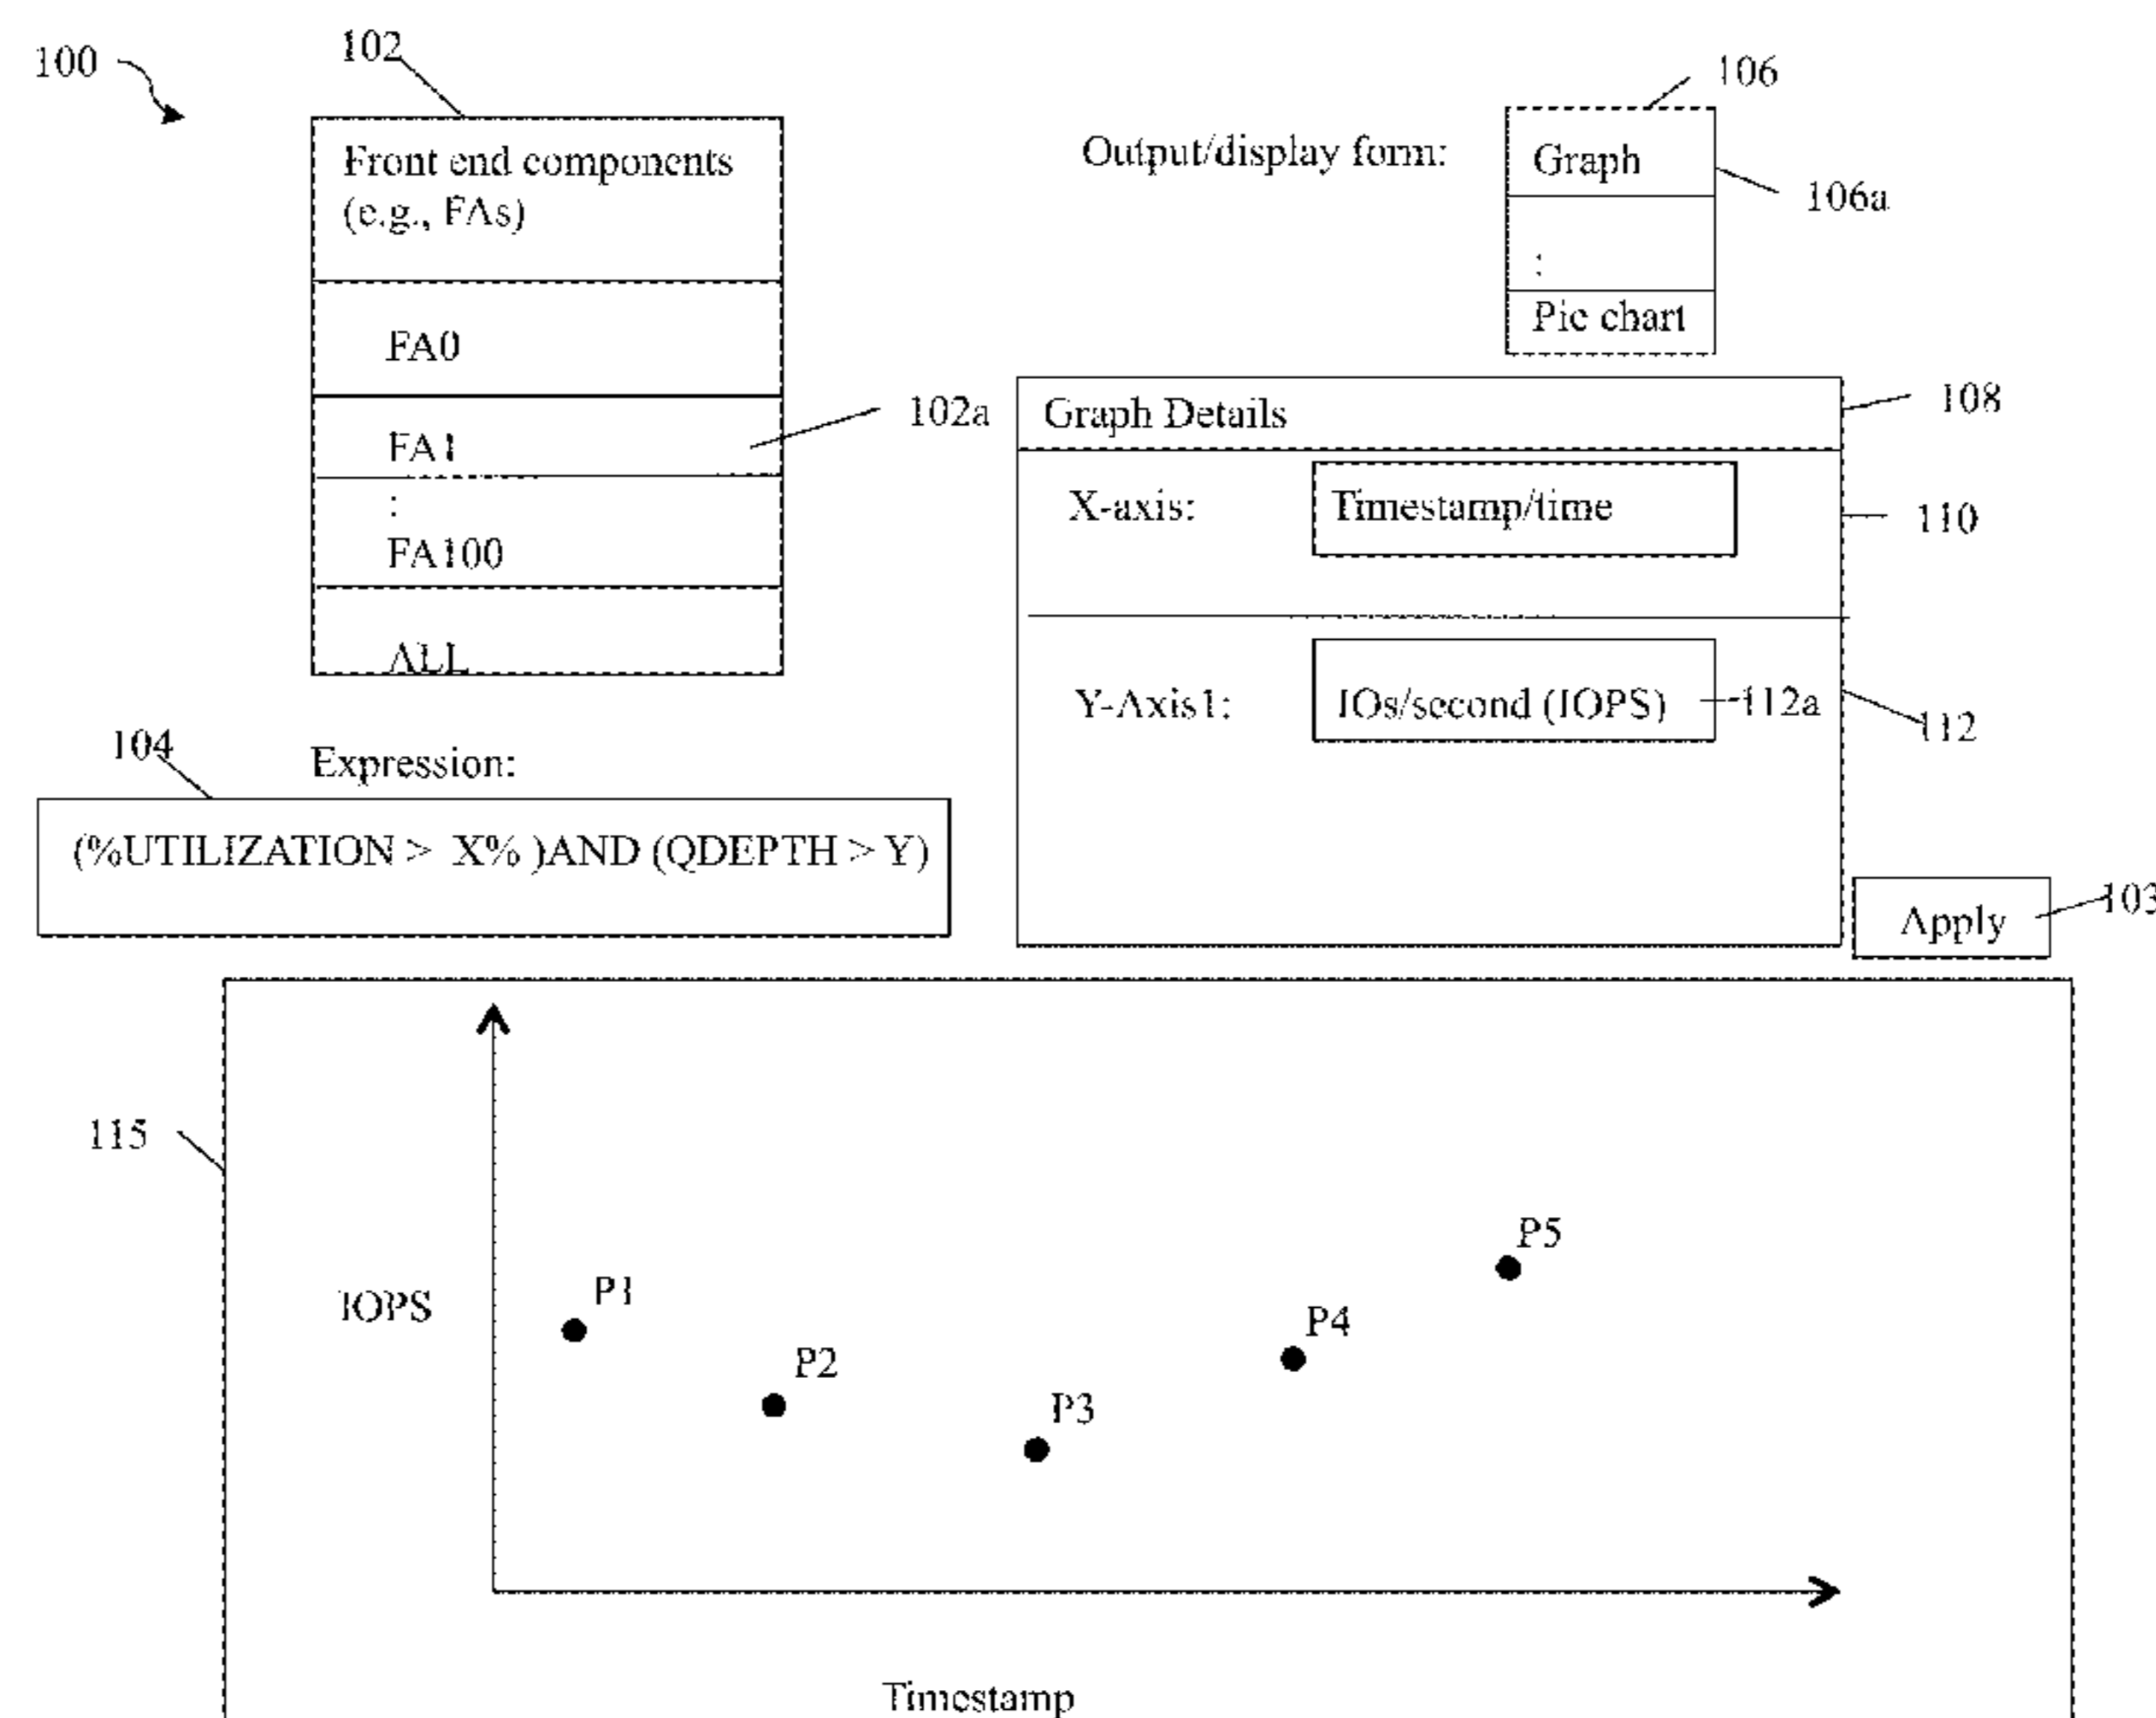 100
102
Front end components
(e.g., FAs)
FA0
FA1
102a
:
FA100
ALL
Output/display form:
106
Graph
106a
:
Pie chart
Graph Details
108
X-axis:
Timestamp/time
110
Y-Axis1:
IOs/second (IOPS)
112a
112
104
Expression:
(%UTILIZATION > X% )AND (QDEPTH > Y)
Apply
103
115
IOPS
P1
P2
P3
P4
P5
Timestamp